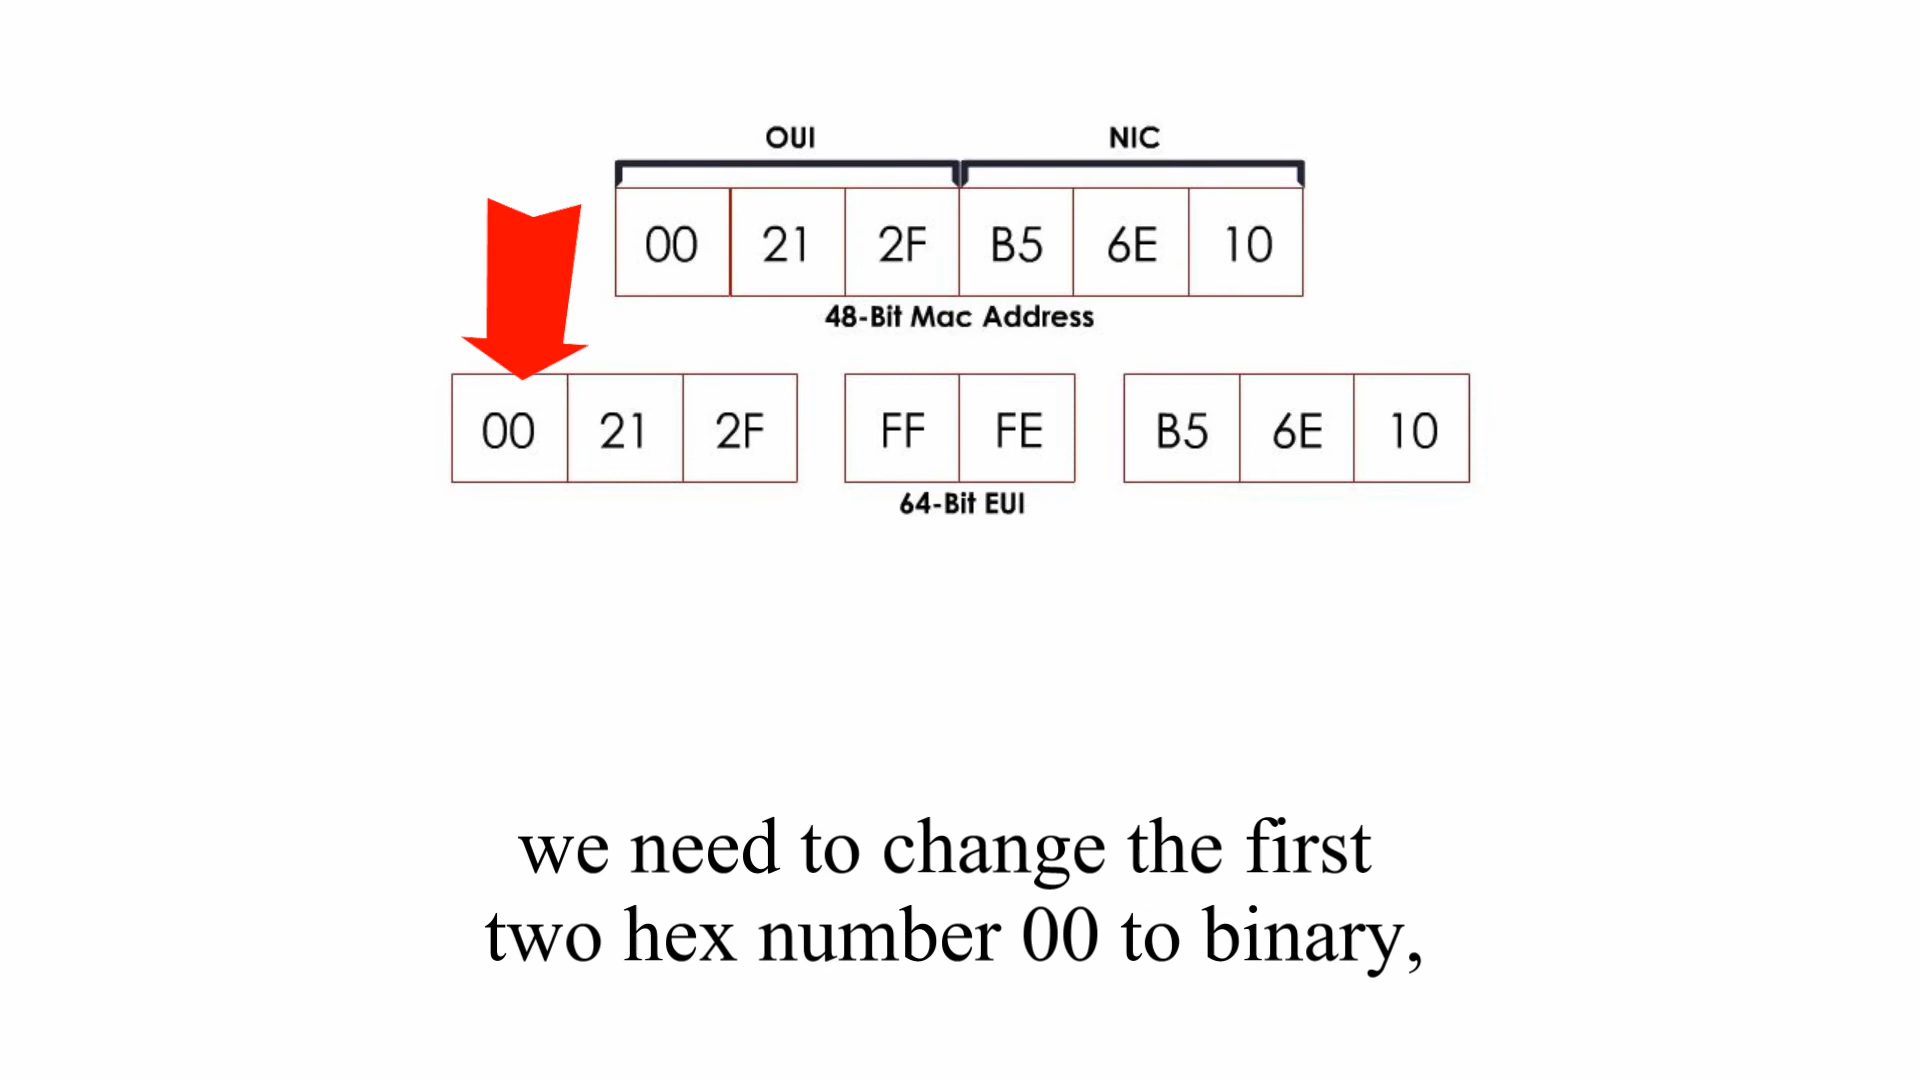 OUI NIC
00 21 2F B5 6E 10
48-Bit Mac Address
00 21 2F FF FE B5 6E 10
64-Bit EUI
we need to change the first
two hex number 00 to binary,